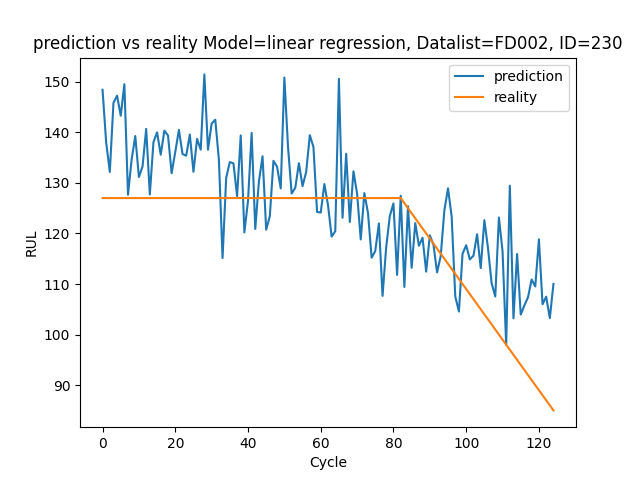 prediction vs reality Model=linear regression, Datalist=FD002, ID=230
prediction
reality
150
140
130
120
110
100
90
RUL
0 20 40 60 80 100 120
Cycle